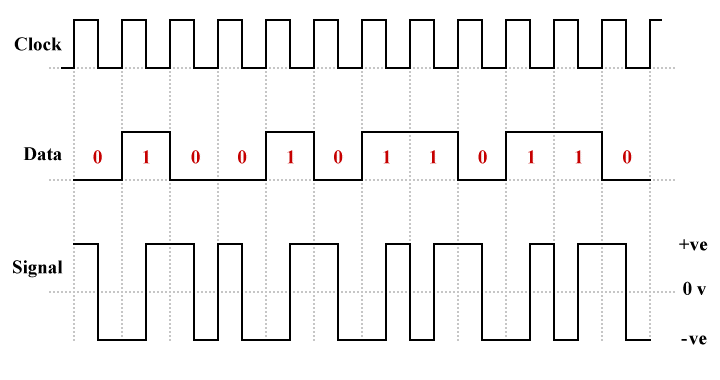 Clock
Data 0 1 0 0 1 0 1 1 0 1 1 0
+ve
Signal
0 v
-ve